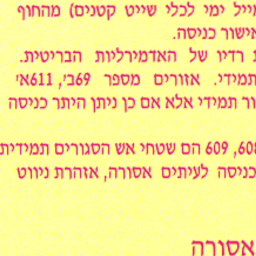 מייל ימי לכלי שייט קטנים) מהחוף
אישור כניסה.
רדיו של האדמירליות הבריטית.
תמידי. אזורים מספר 69ב', 611א'
ור תמידי אלא אם כן ניתן היתר כניסה
608, 609 הם שטחי אש הסגורים תמידית
כניסה לעיתים אסורה, אזהרת ניווט
אסורה